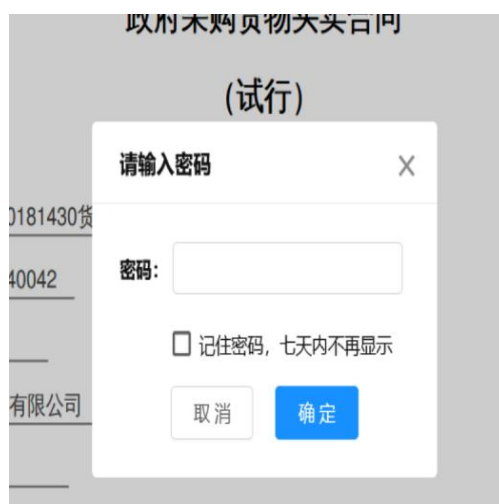 政府采购货物买卖合同
(试行)
请输入密码
0181430货
密码：
40042
记住密码，七天内不再显示
有限公司
取消
确定